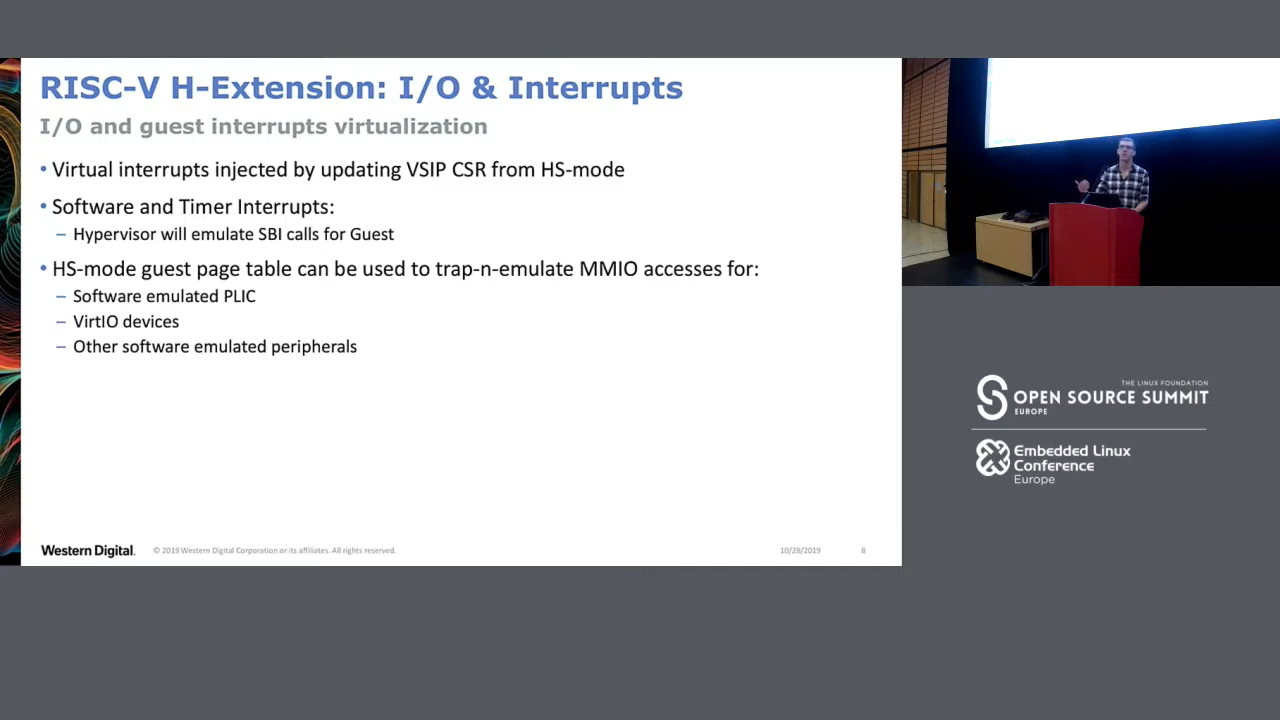 RISC-V H-Extension: I/O & Interrupts
I/O and guest interrupts virtualization
• Virtual interrupts injected by updating VSIP CSR from HS-mode
• Software and Timer Interrupts:
– Hypervisor will emulate SBI calls for Guest
• HS-mode guest page table can be used to trap-n-emulate MMIO accesses for:
– Software emulated PLIC
– VirtIO devices
– Other software emulated peripherals
Western Digital.
© 2019 Western Digital Corporation or its affiliates. All rights reserved.
10/28/2019
8
THE LINUX FOUNDATION
OPEN SOURCE SUMMIT
EUROPE
Embedded Linux
Conference
Europe